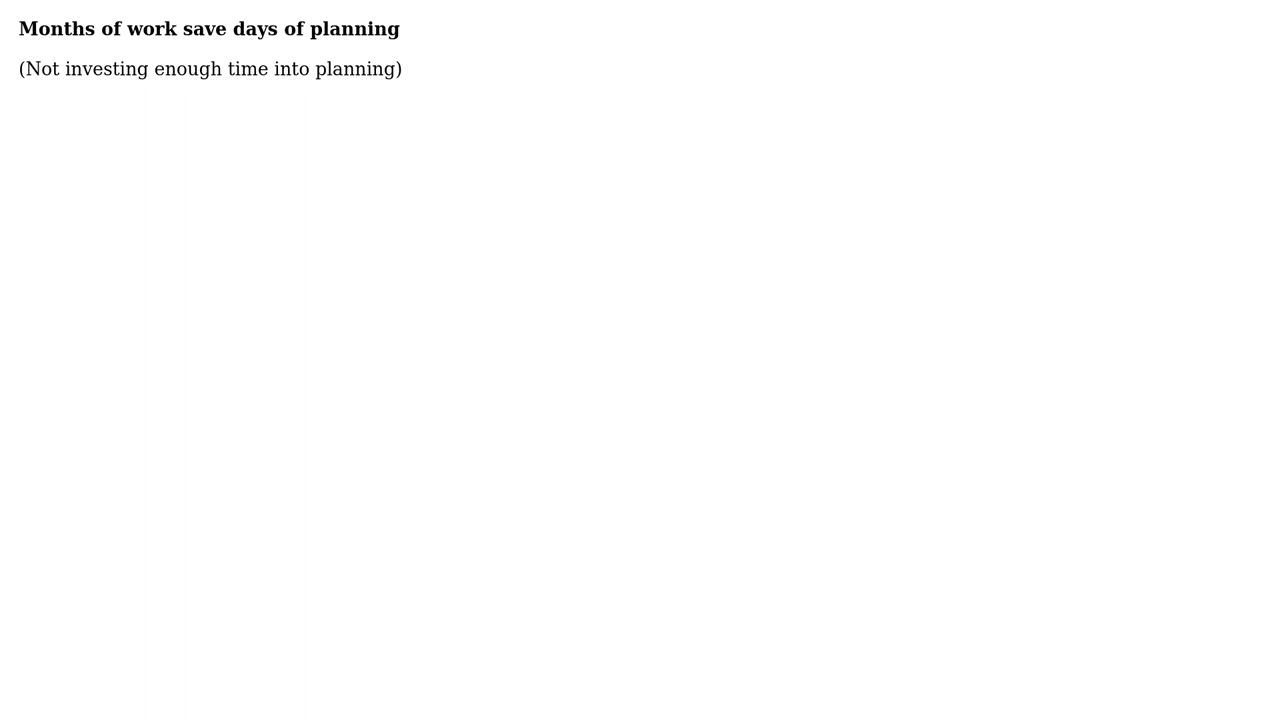 Months of work save days of planning
(Not investing enough time into planning)